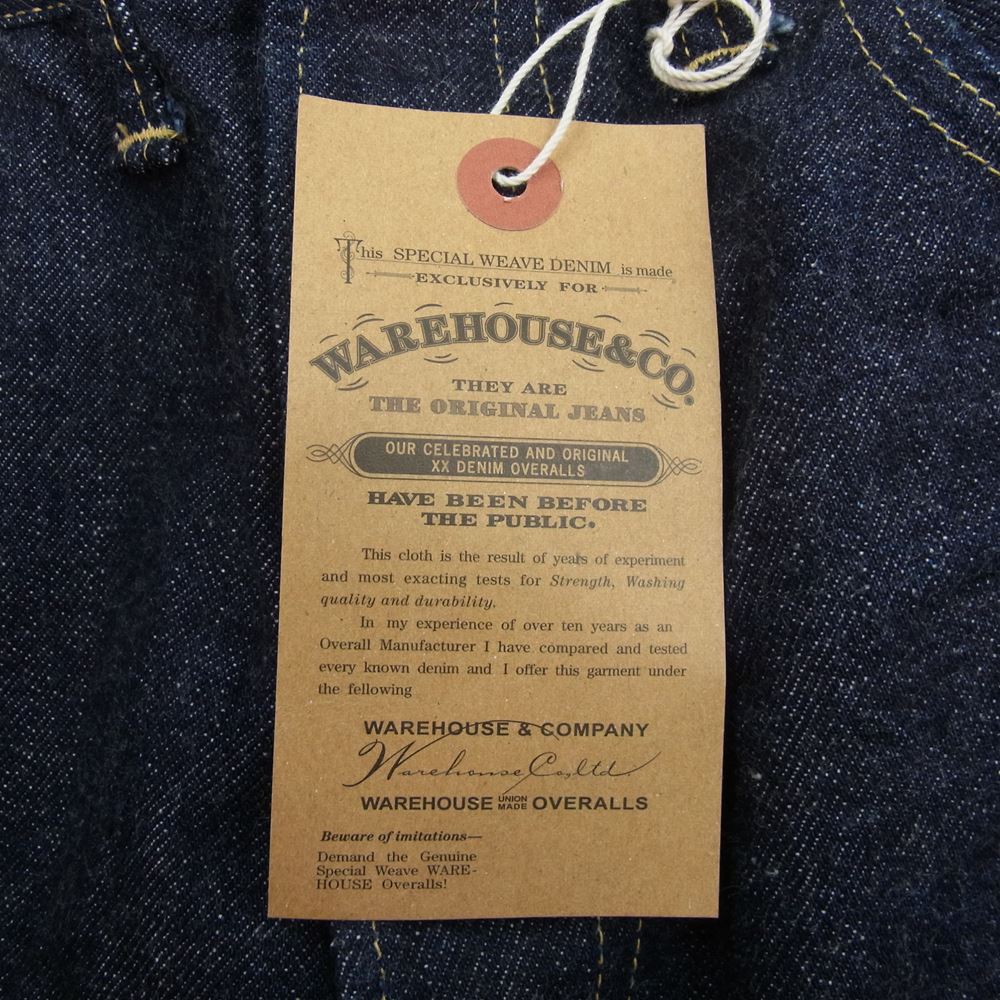 This SPECIAL WEAVE DENIM is made
EXCLUSIVELY FOR
WAREHOUSE&CO.
THEY ARE
THE ORIGINAL JEANS
OUR CELEBRATED AND ORIGINAL
XX DENIM OVERALLS
HAVE BEEN BEFORE
THE PUBLIC.
This cloth is the result of years of experiment
and most exacting tests for Strength, Washing
quality and durability.
In my experience of over ten years as an
Overall Manufacturer I have compared and tested
every known denim and I offer this garment under
the fellowing
WAREHOUSE & COMPANY
Warehouse Co,ltd.
WAREHOUSE UNION MADE OVERALLS
Beware of imitations—
Demand the Genuine
Special Weave WARE-
HOUSE Overalls!